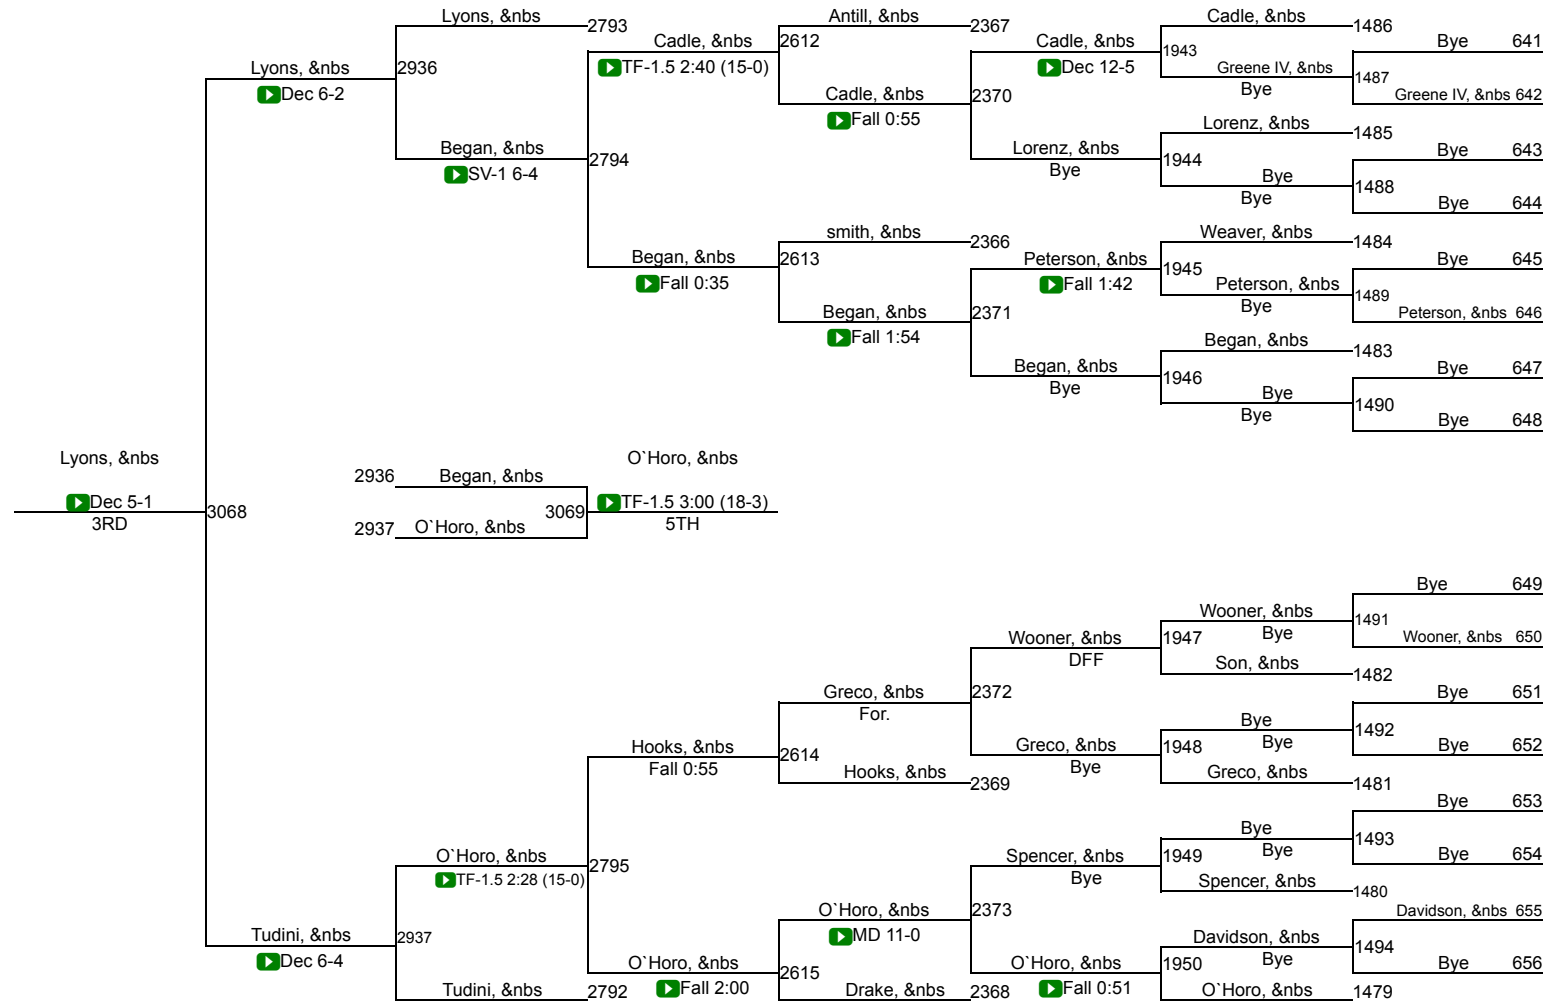 Lyons, &nbs 2793 Antill, &nbs 2367 Cadle, &nbs 1486
Cadle, &nbs 2612 Cadle, &nbs 1943 Bye 641
Lyons, &nbs 2936 TF-1.5 2:40 (15-0) Dec 12-5 Greene IV, &nbs 1487
Dec 6-2 Cadle, &nbs 2370 Bye Greene IV, &nbs 642
Fall 0:55 Lorenz, &nbs 1485
Began, &nbs 2794 Lorenz, &nbs 1944 Bye 643
SV-1 6-4 Bye Bye 1488
Bye Bye 644
smith, &nbs 2366 Weaver, &nbs 1484
Began, &nbs 2613 Peterson, &nbs 1945 Bye 645
Fall 0:35 Fall 1:42 Peterson, &nbs 1489
Began, &nbs 2371 Bye Peterson, &nbs 646
Fall 1:54 Began, &nbs 1483
Began, &nbs 1946 Bye 647
Bye Bye 1490
Bye Bye 648
Lyons, &nbs O`Horo, &nbs
2936 Began, &nbs
Dec 5-1 3068 3069 TF-1.5 3:00 (18-3)
3RD 2937 O`Horo, &nbs 5TH
Bye 649
Wooner, &nbs 1491
Wooner, &nbs 1947 Bye Wooner, &nbs 650
DFF Son, &nbs 1482
Greco, &nbs 2372 Bye 651
For. Bye 1492
Hooks, &nbs 2614 Greco, &nbs 1948 Bye Bye 652
Fall 0:55 Hooks, &nbs 2369 Bye Greco, &nbs 1481
Bye 653
Bye 1493
O`Horo, &nbs 2795 Spencer, &nbs 1949 Bye Bye 654
TF-1.5 2:28 (15-0) Bye Spencer, &nbs 1480
O`Horo, &nbs 2373 Davidson, &nbs 655
Tudini, &nbs 2937 MD 11-0 Davidson, &nbs 1494
Dec 6-4 O`Horo, &nbs 2615 O`Horo, &nbs 1950 Bye Bye 656
Tudini, &nbs 2792 Fall 2:00 Drake, &nbs 2368 Fall 0:51 O`Horo, &nbs 1479